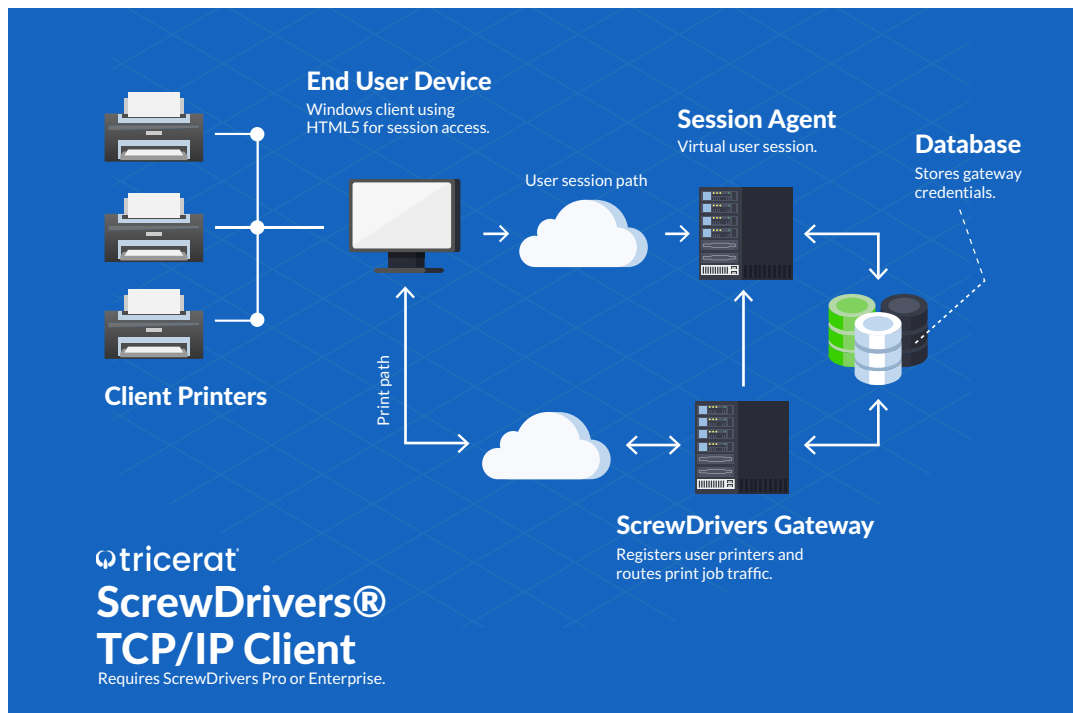 End User Device
Windows client using
HTML5 for session access.
Session Agent
Virtual user session.
Database
Stores gateway
credentials.
User session path
Client Printers
Print path
ScrewDrivers Gateway
Registers user printers and
routes print job traffic.
tricerat
ScrewDrivers®
TCP/IP Client
Requires ScrewDrivers Pro or Enterprise.